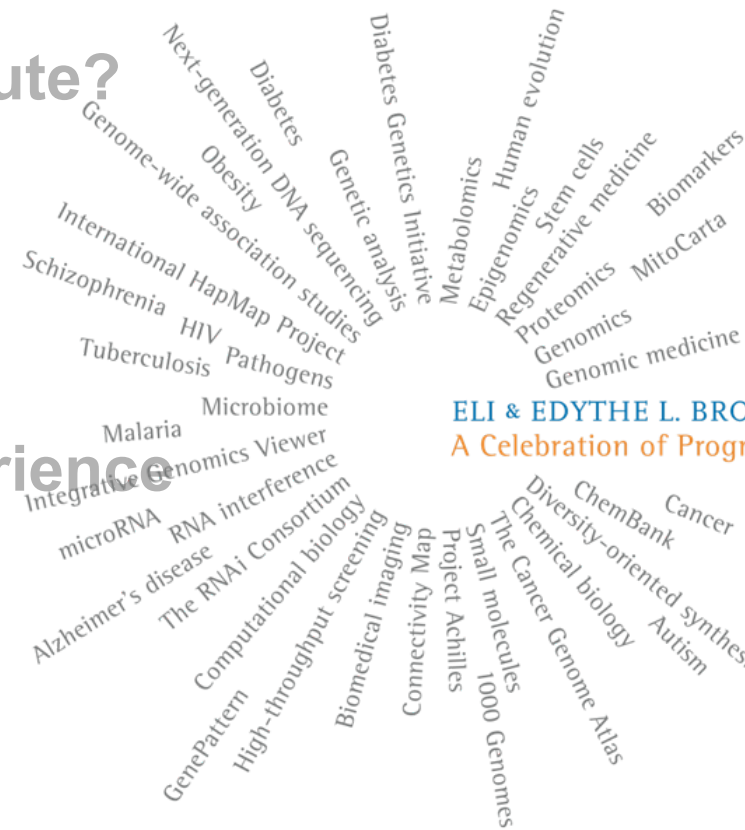 ute?
rience
Diabetes Genetics Initiative
Human evolution
Metabolomics
Epigenomics
Stem cells
Regenerative medicine
Biomarkers
Proteomics
MitoCarta
Genomics
Genomic medicine
ELI & EDYTHE L. BRO
A Celebration of Progr
Cancer
ChemBank
Diversity-oriented synthes
Chemical biology
Autism
The Cancer Genome Atlas
Small molecules
1000 Genomes
Project Achilles
Connectivity Map
Biomedical imaging
High-throughput screening
GenePattern
Computational biology
The RNAi Consortium
Alzheimer's disease
RNA interference
microRNA
Integrative Genomics Viewer
Malaria
Microbiome
Tuberculosis
Pathogens
HIV
Schizophrenia
International HapMap Project
Genome-wide association studies
Obesity
Next-generation DNA sequencing
Diabetes
Genetic analysis